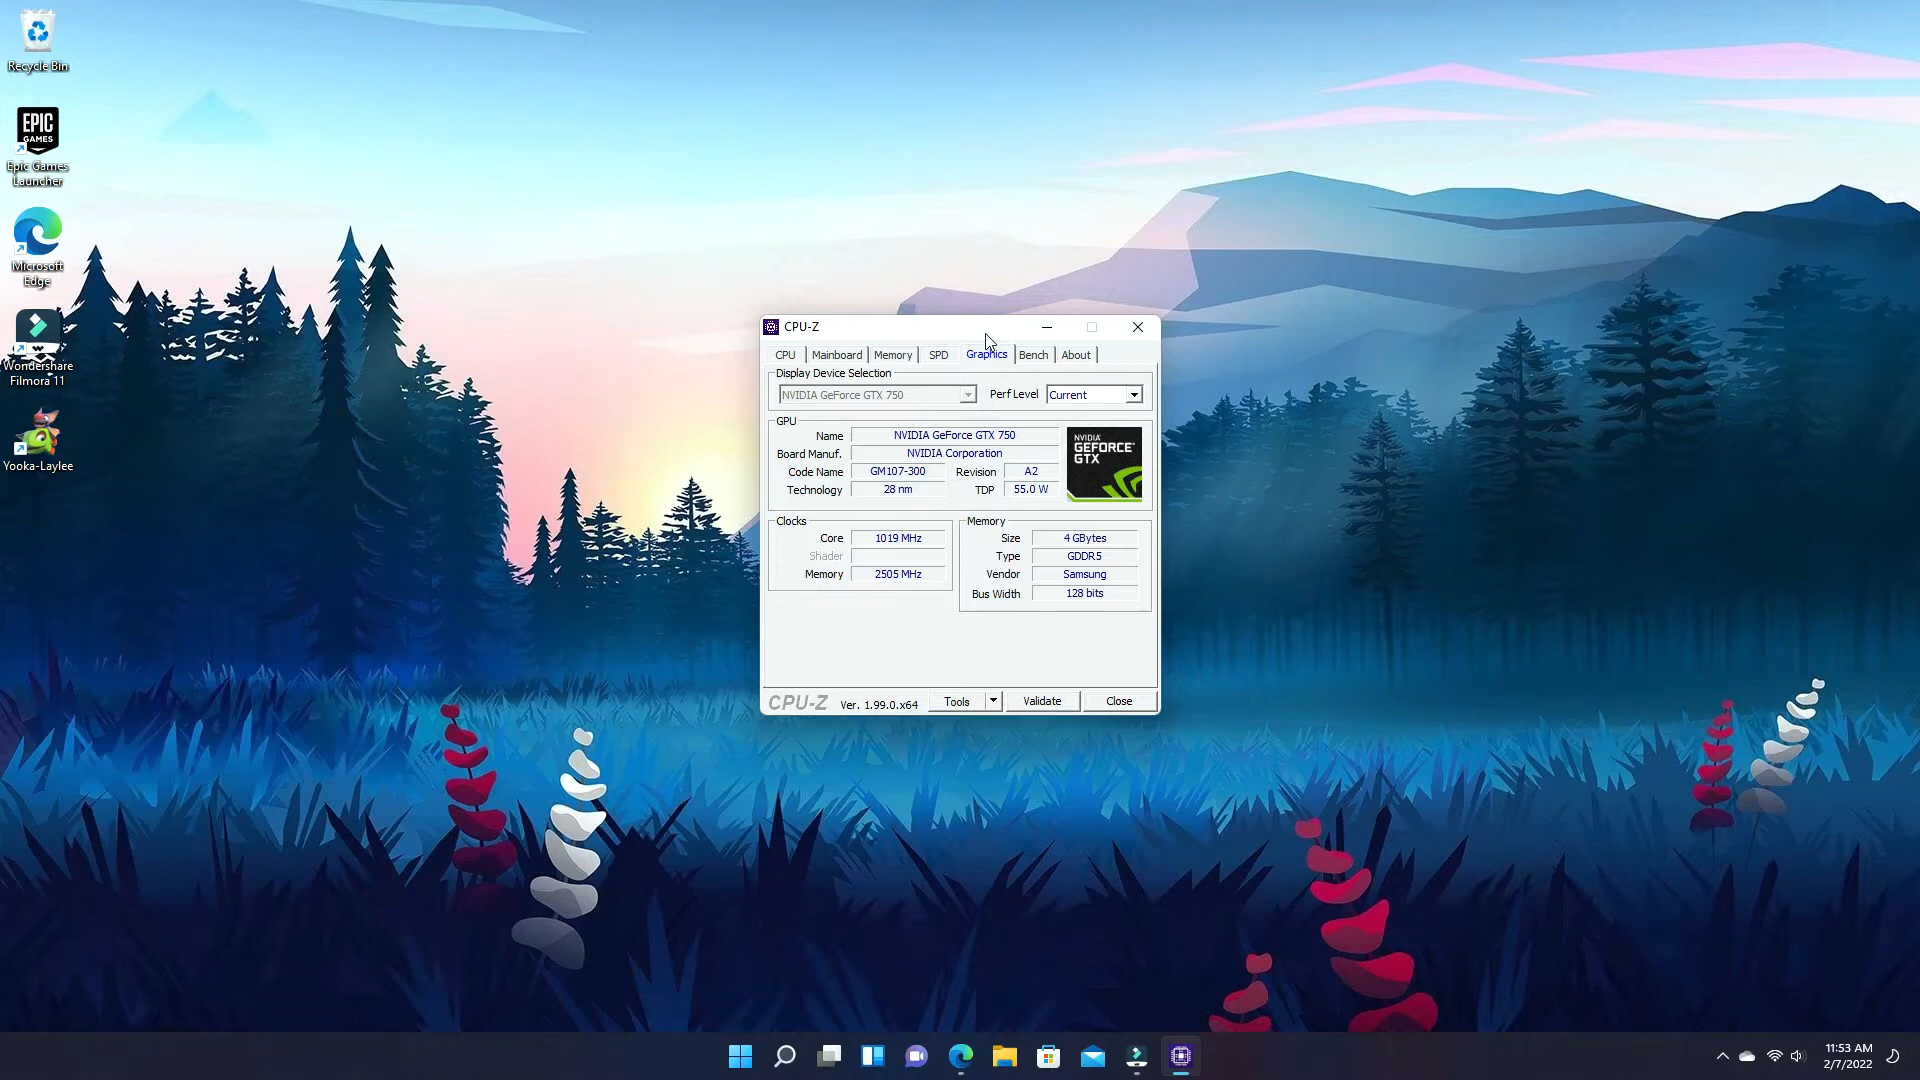 Recycle Bin
EPIC
GAMES
Epic Games
Launcher
Microsoft
Edge
Wondershare
Filmora 11
Yooka-Laylee
CPU-Z
CPU Mainboard Memory SPD Graphics Bench About
Display Device Selection
NVIDIA GeForce GTX 750 Perf Level Current
GPU
Name NVIDIA GeForce GTX 750
Board Manuf. NVIDIA Corporation
Code Name GM107-300 Revision A2
Technology 28 nm TDP 55.0 W
NVIDIA
GEFORCE
GTX
Clocks
Core 1019 MHz
Shader
Memory 2505 MHz
Memory
Size 4 GBytes
Type GDDR5
Vendor Samsung
Bus Width 128 bits
CPU-Z Ver. 1.99.0.x64 Tools Validate Close
11:53 AM
2/7/2022